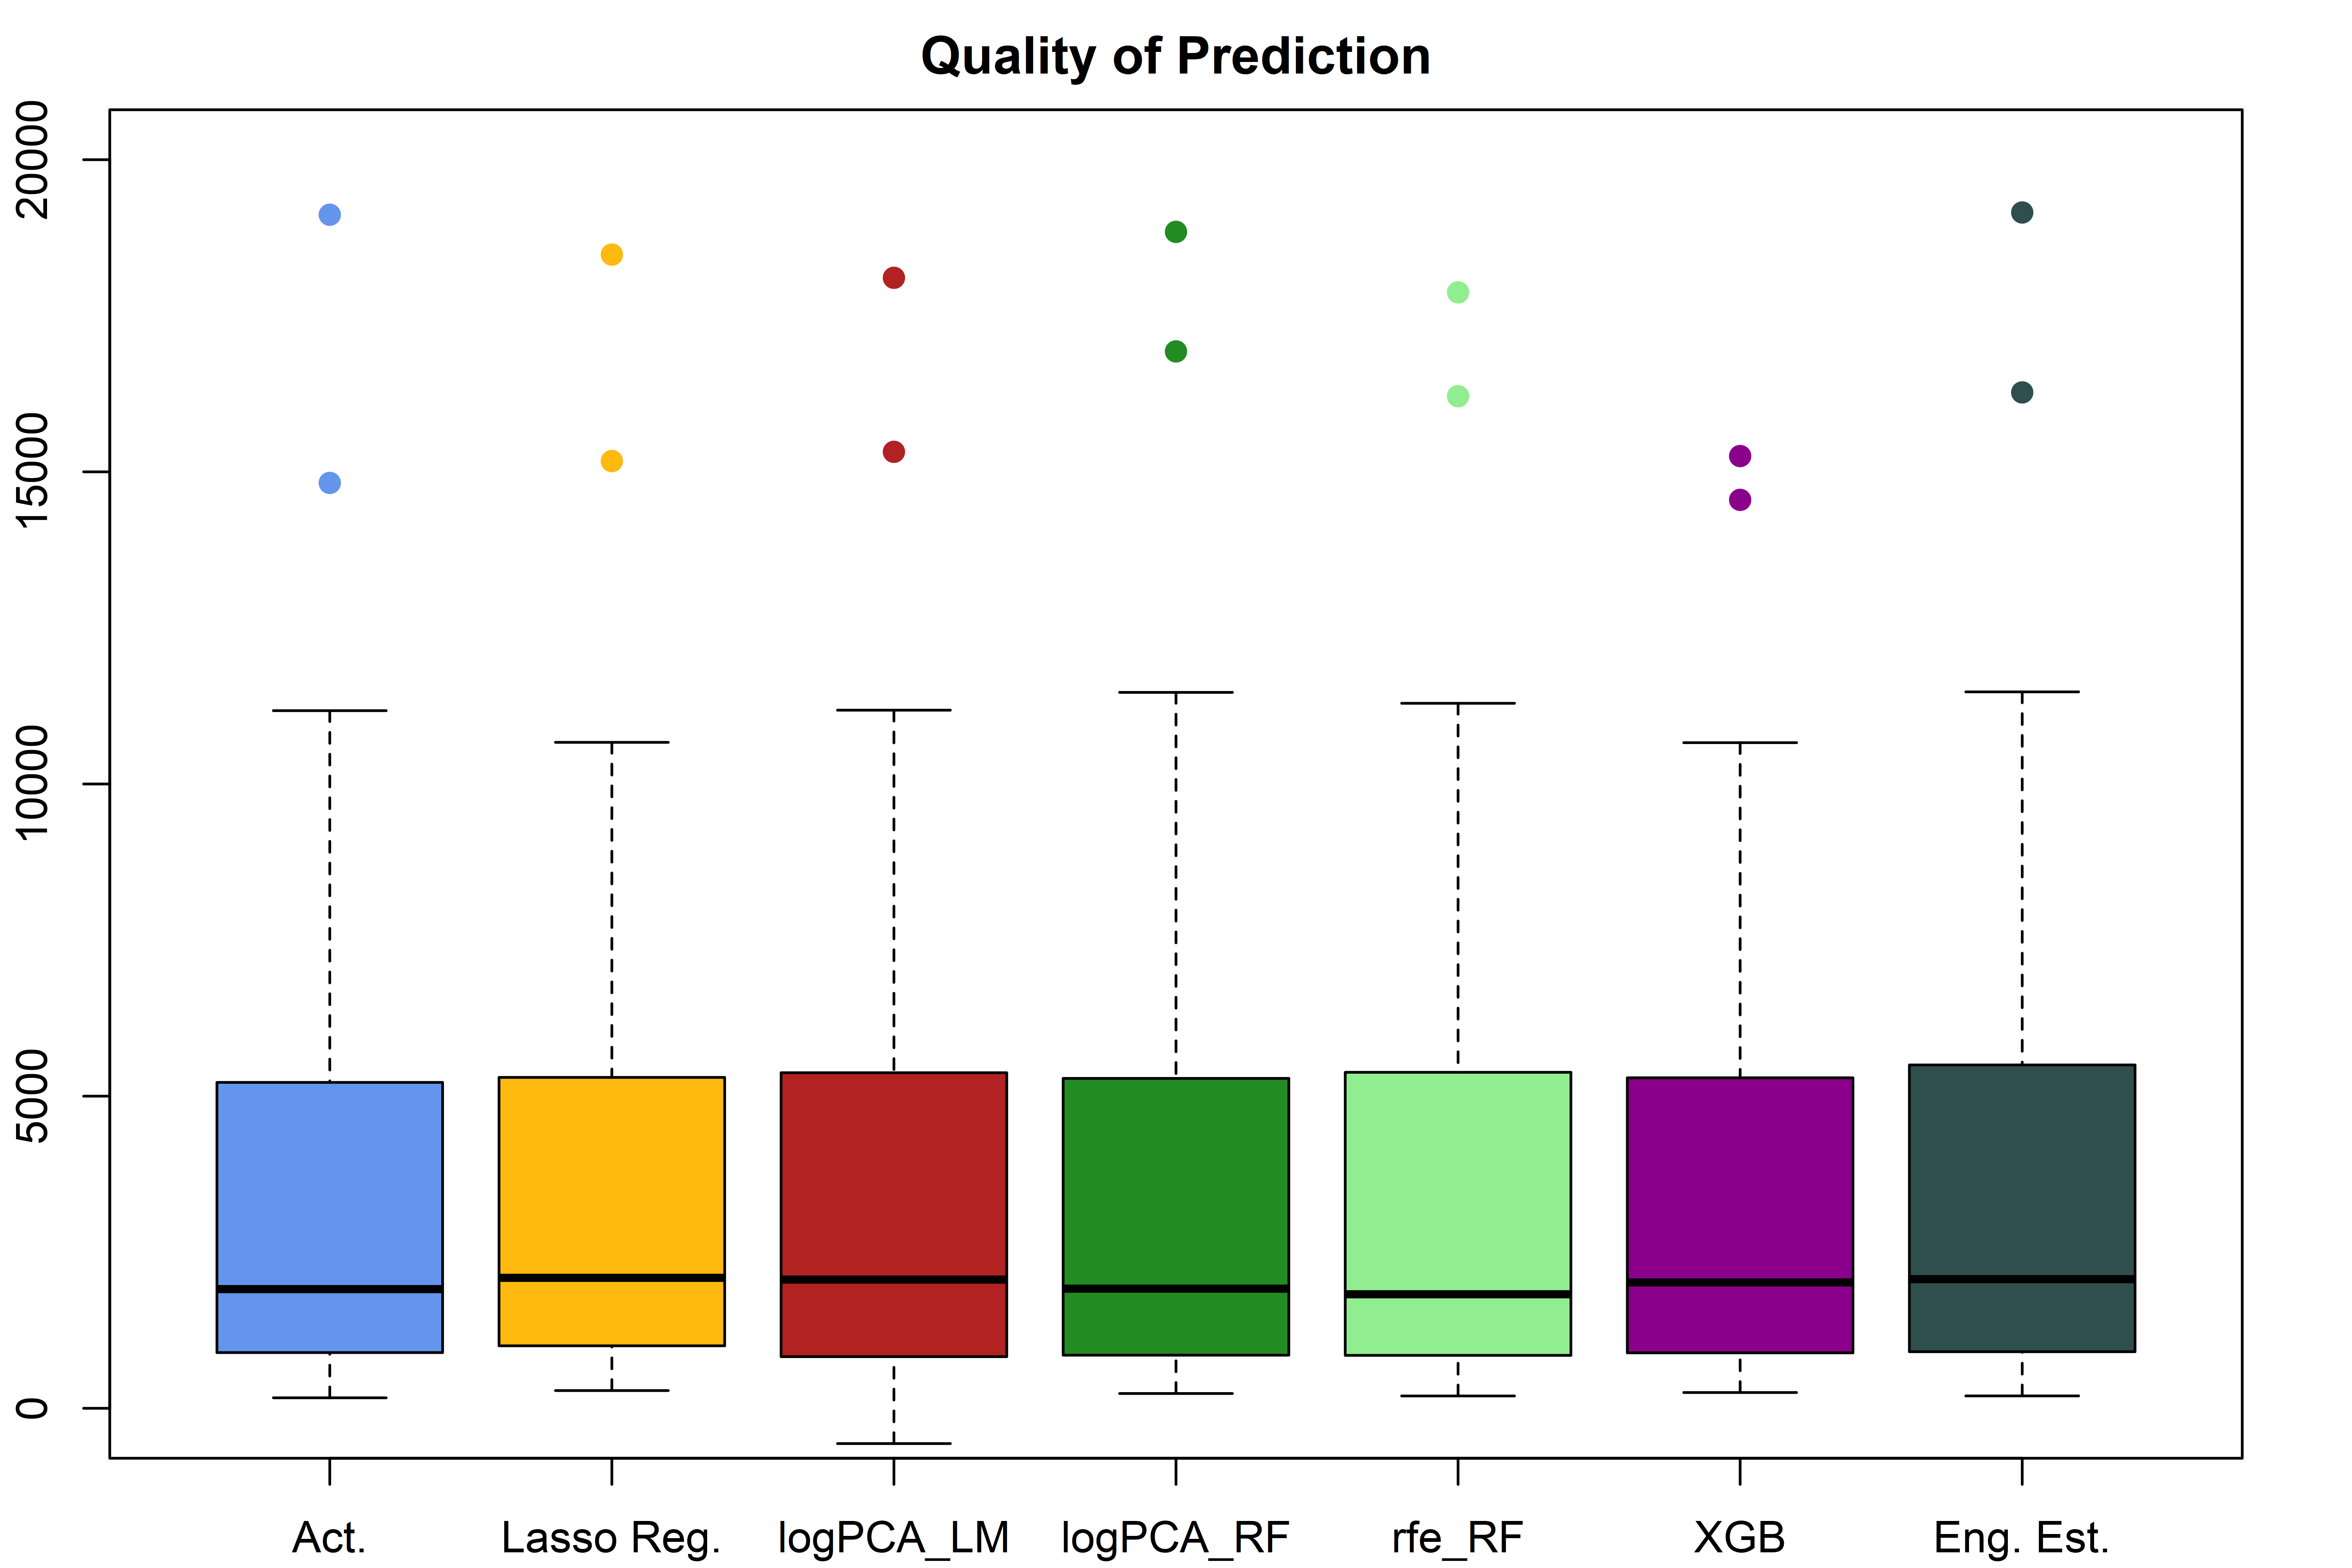 Quality of Prediction
20000
15000
10000
5000
0
Act. Lasso Reg. logPCA_LM logPCA_RF rfe_RF XGB Eng. Est.